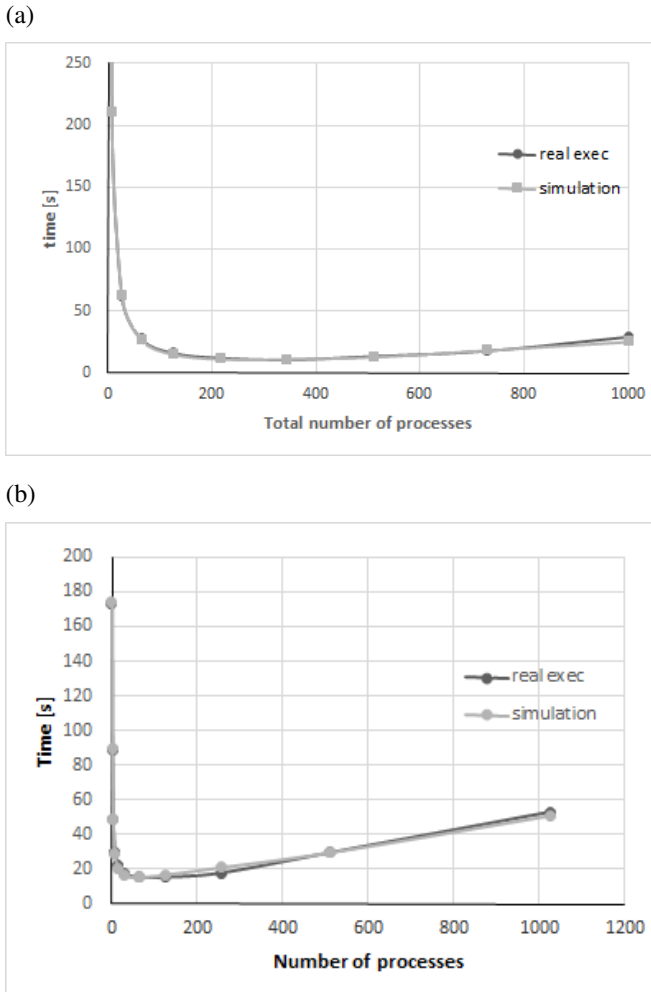 (a)
250
200
150
100
50
0
time [s]
real exec
simulation
0 200 400 600 800 1000
Total number of processes
(b)
200
180
160
140
120
100
80
60
40
20
0
Time [s]
real exec
simulation
0 200 400 600 800 1000 1200
Number of processes